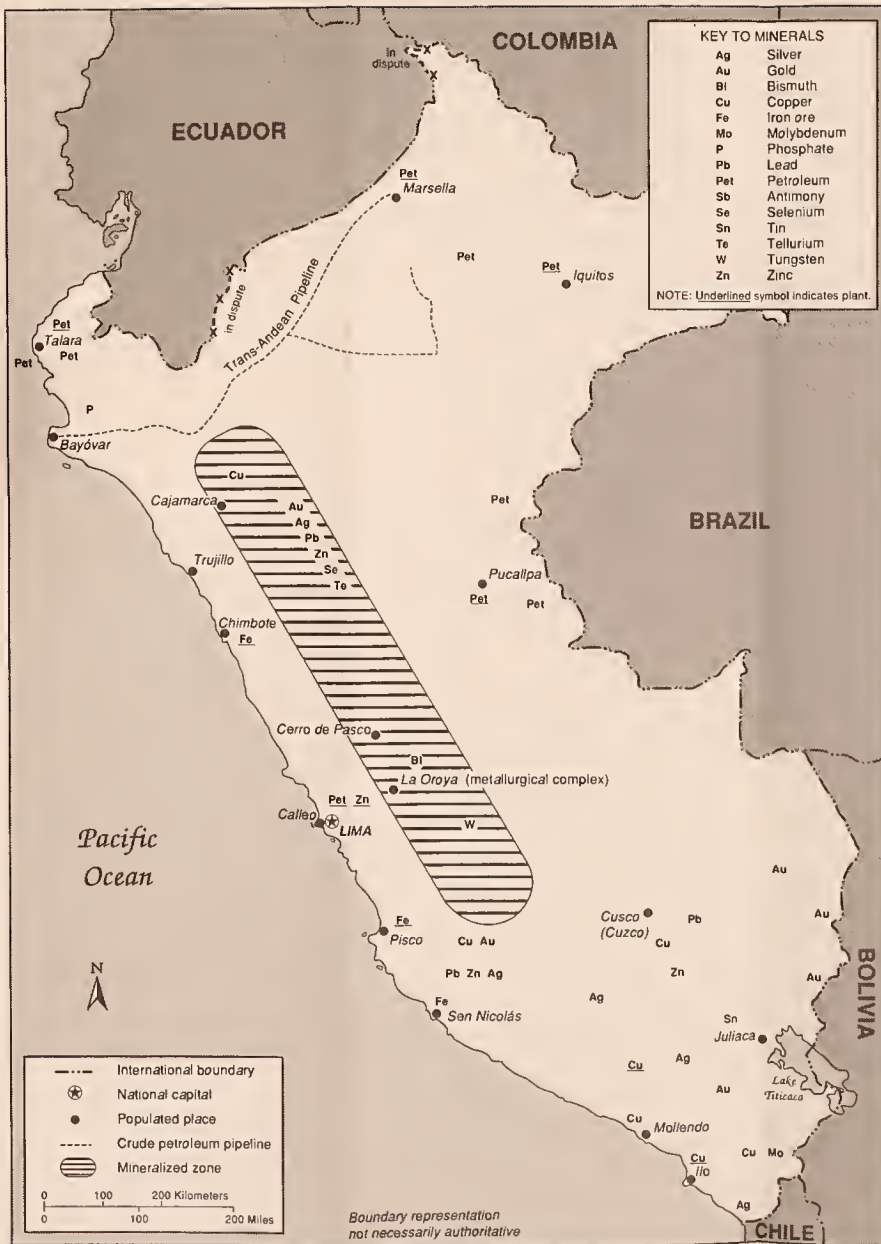 COLOMBIA
In
dispute
ECUADOR
KEY TO MINERALS
Ag Silver
Au Gold
Bi Bismuth
Cu Copper
Fe Iron ore
Mo Molybdenum
P Phosphate
Pb Lead
Pet Petroleum
Sb Antimony
Se Selenium
Sn Tin
Te Tellurium
W Tungsten
Zn Zinc
NOTE: Underlined symbol indicates plant.
Pet
Marsella
Pet
Pet
Iquitos
in dispute
Trans-Andean Pipeline
Pet
Talara
Pet
Pet
P
Bayóvar
Cu
Cajamarca
Au
Ag
Pb
Zn
Se
Te
Pet
BRAZIL
Trujillo
Pucallpa
Pet
Pet
Chimbote
Fe
Cerro de Pasco
Bi
La Oroya (metallurgical complex)
Pet Zn
Calleo
LIMA
W
Pacific
Ocean
Au
Cusco
(Cuzco)
Pb
Au
Fe
Pisco
Cu Au
Cu
Pb Zn Ag
Zn
Au
BOLIVIA
N
Ag
Fe
Sen Nicolás
Sn
Juliaca
Ag
Cu
Lake
Titicaca
Au
Cu
Mollendo
Cu
Ilo
Cu Mo
Ag
CHILE
International boundary
National capital
Populated place
Crude petroleum pipeline
Mineralized zone
0 100 200 Kilometers
0 100 200 Miles
Boundary representation
not necessarily authoritative